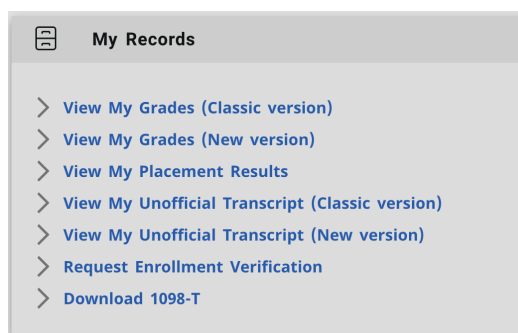 My Records
View My Grades (Classic version)
View My Grades (New version)
View My Placement Results
View My Unofficial Transcript (Classic version)
View My Unofficial Transcript (New version)
Request Enrollment Verification
Download 1098-T